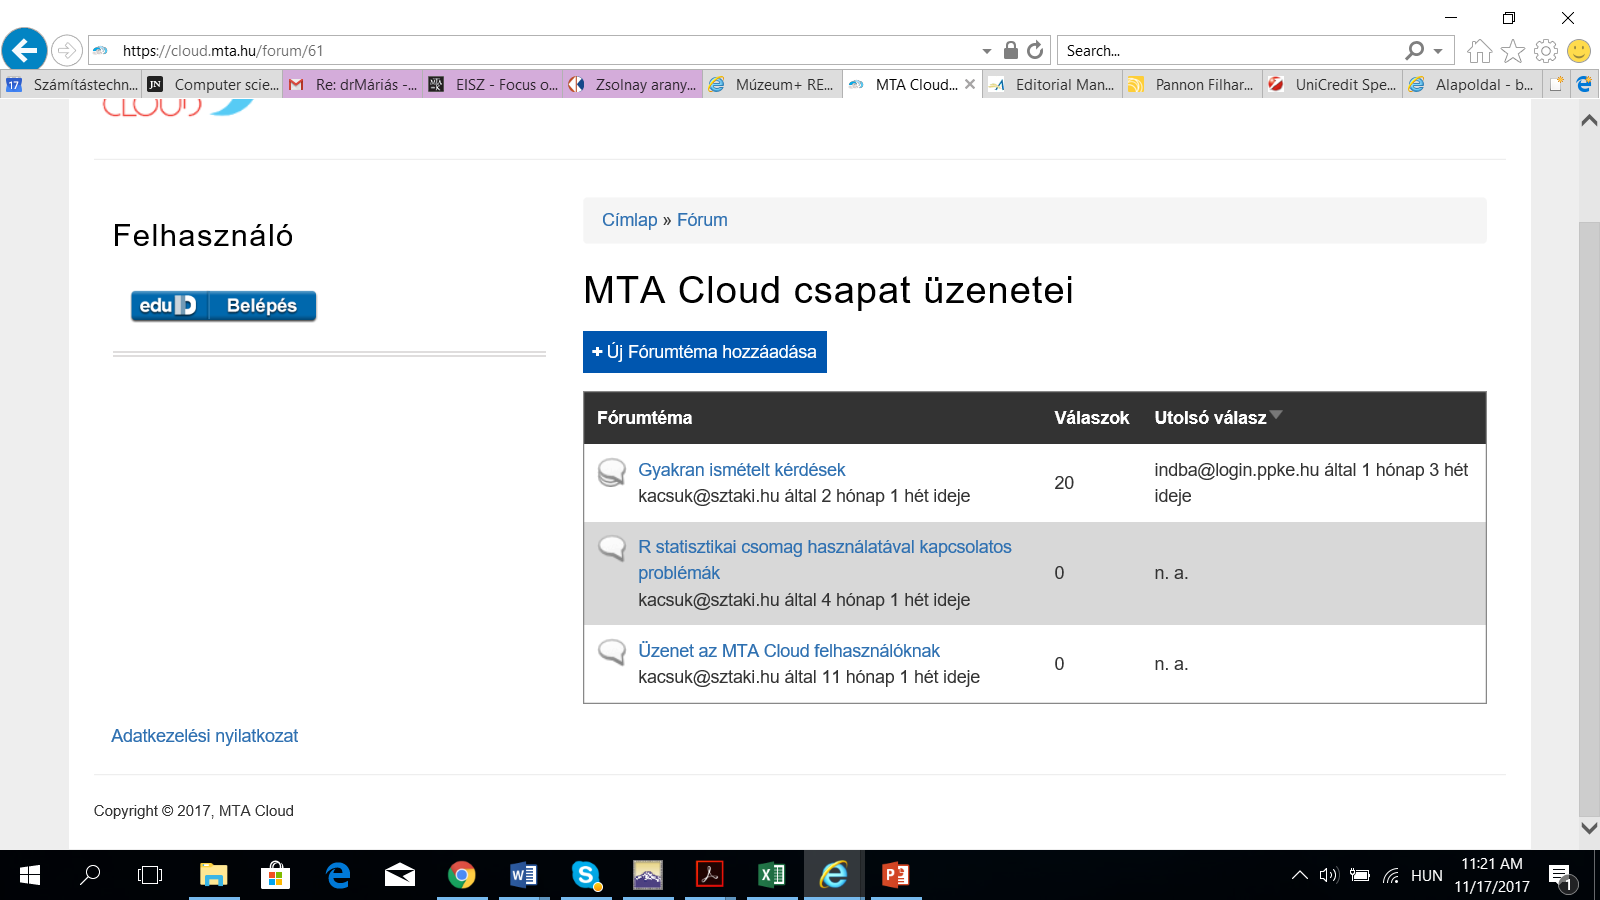 https://cloud.mta.hu/forum/61
Search...
17 Számítástechn... JN Computer scie... Re: drMáriás -... EISZ - Focus o... Zsolnay arany... Múzeum+ RE... MTA Cloud... Editorial Man... Pannon Filhar... UniCredit Spe... Alapoldal - b...
CLOUD
Címlap » Fórum
Felhasználó
eduID Belépés
MTA Cloud csapat üzenetei
+ Új Fórumtéma hozzáadása
Fórumtéma Válaszok Utolsó válasz
Gyakran ismételt kérdések
kacsuk@sztaki.hu által 2 hónap 1 hét ideje
20
indba@login.ppke.hu által 1 hónap 3 hét
ideje
R statisztikai csomag használatával kapcsolatos
problémák
kacsuk@sztaki.hu által 4 hónap 1 hét ideje
0
n. a.
Üzenet az MTA Cloud felhasználóknak
kacsuk@sztaki.hu által 11 hónap 1 hét ideje
0
n. a.
Adatkezelési nyilatkozat
Copyright © 2017, MTA Cloud
HUN
11:21 AM
11/17/2017
1